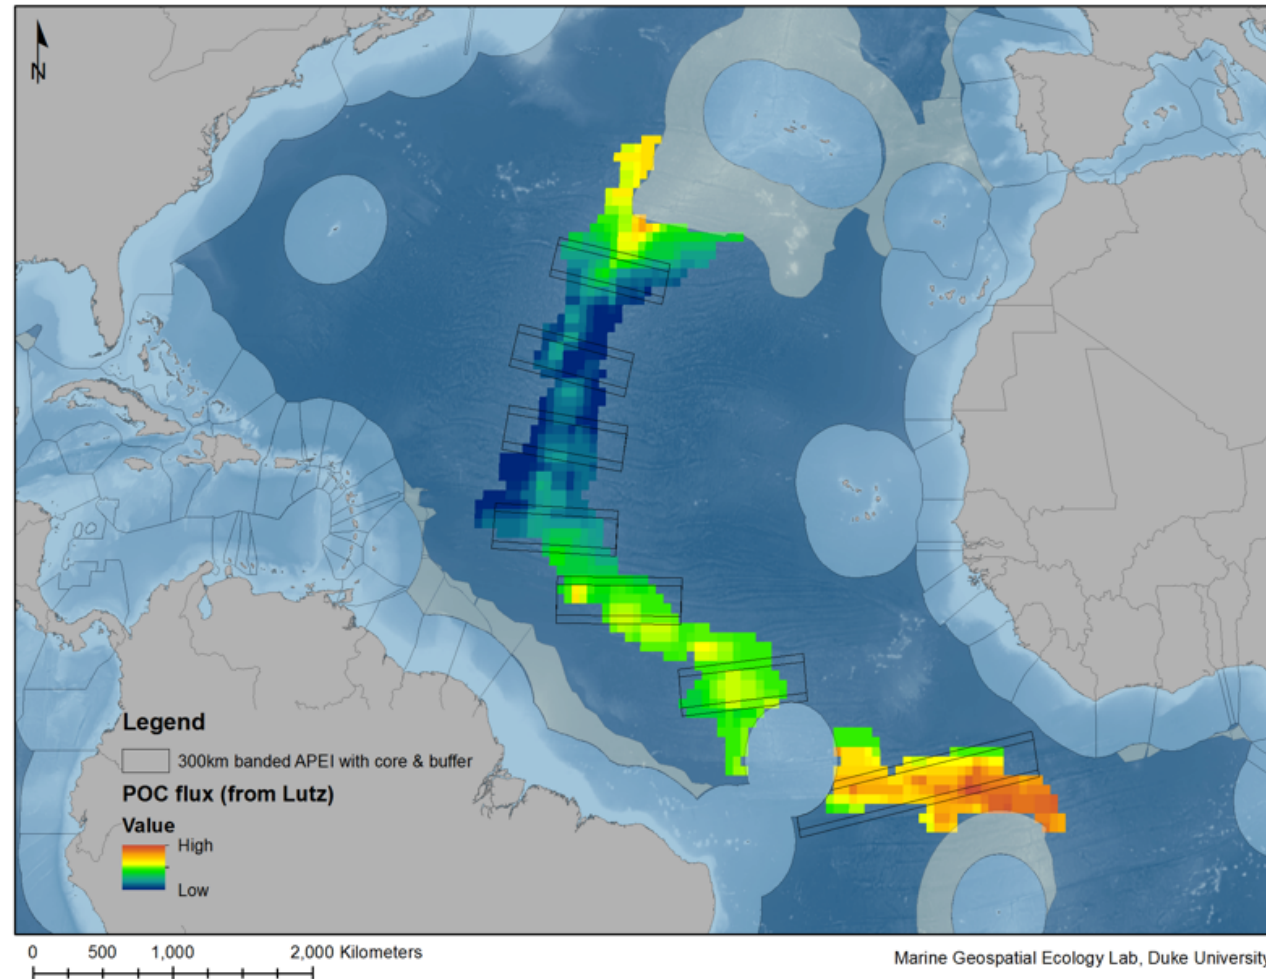 N
Legend
300km banded APEI with core & buffer
POC flux (from Lutz)
Value
High
Low
0 500 1,000 2,000 Kilometers
Marine Geospatial Ecology Lab, Duke University